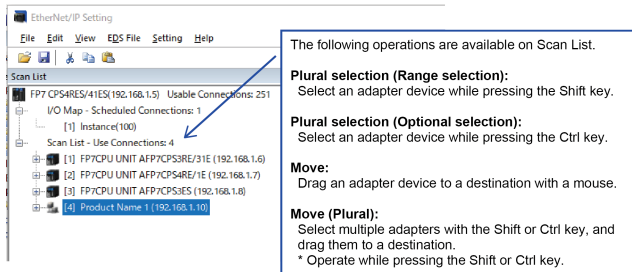 EtherNet/IP Setting
File Edit View EDS File Setting Help
Scan List
FP7 CPS4RES/41ES(192.168.1.5) Usable Connections: 251
I/O Map - Scheduled Connections: 1
[1] Instance(100)
Scan List - Use Connections: 4
[1] FP7CPU UNIT AFP7CPS3RE/31E (192.168.1.6)
[2] FP7CPU UNIT AFP7CPS4RE/1E (192.168.1.7)
[3] FP7CPU UNIT AFP7CPS3ES (192.168.1.8)
[4] Product Name 1 (192.168.1.10)
The following operations are available on Scan List.
Plural selection (Range selection):
Select an adapter device while pressing the Shift key.
Plural selection (Optional selection):
Select an adapter device while pressing the Ctrl key.
Move:
Drag an adapter device to a destination with a mouse.
Move (Plural):
Select multiple adapters with the Shift or Ctrl key, and
drag them to a destination.
* Operate while pressing the Shift or Ctrl key.